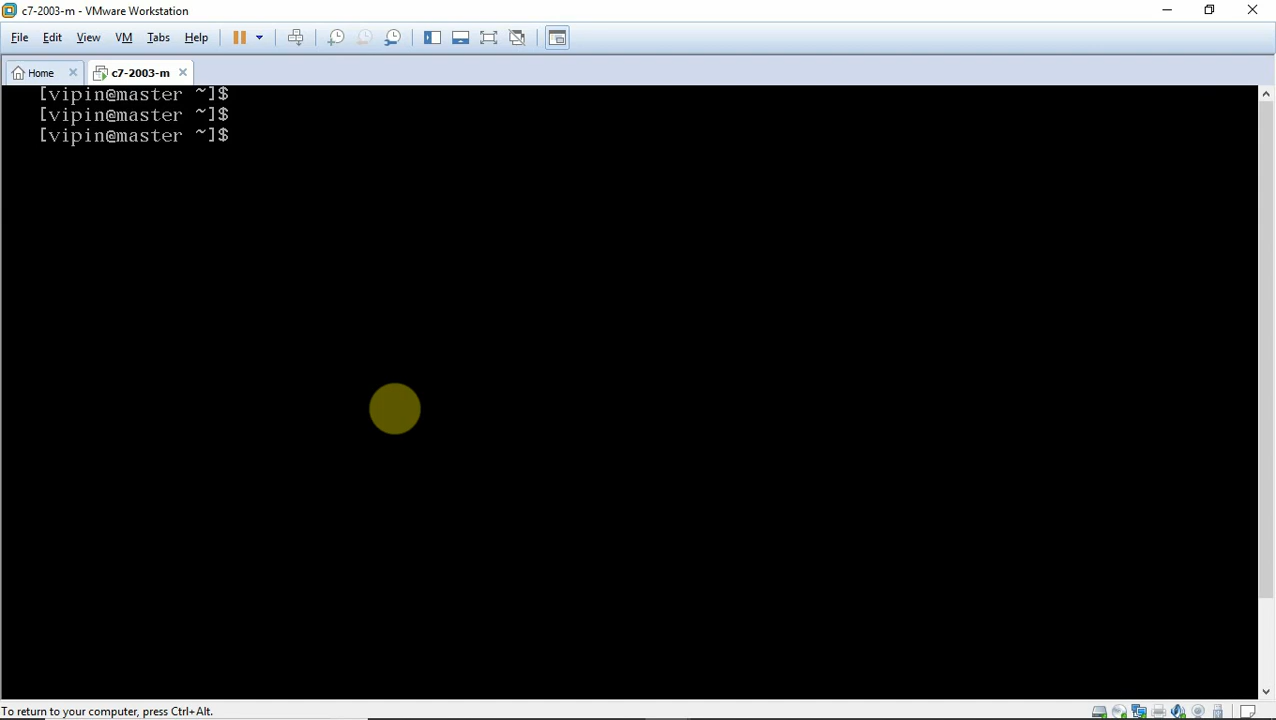 c7-2003-m - VMware Workstation
File Edit View VM Tabs Help
Home c7-2003-m
[vipin@master ~]$
[vipin@master ~]$
[vipin@master ~]$
To return to your computer, press Ctrl+Alt.